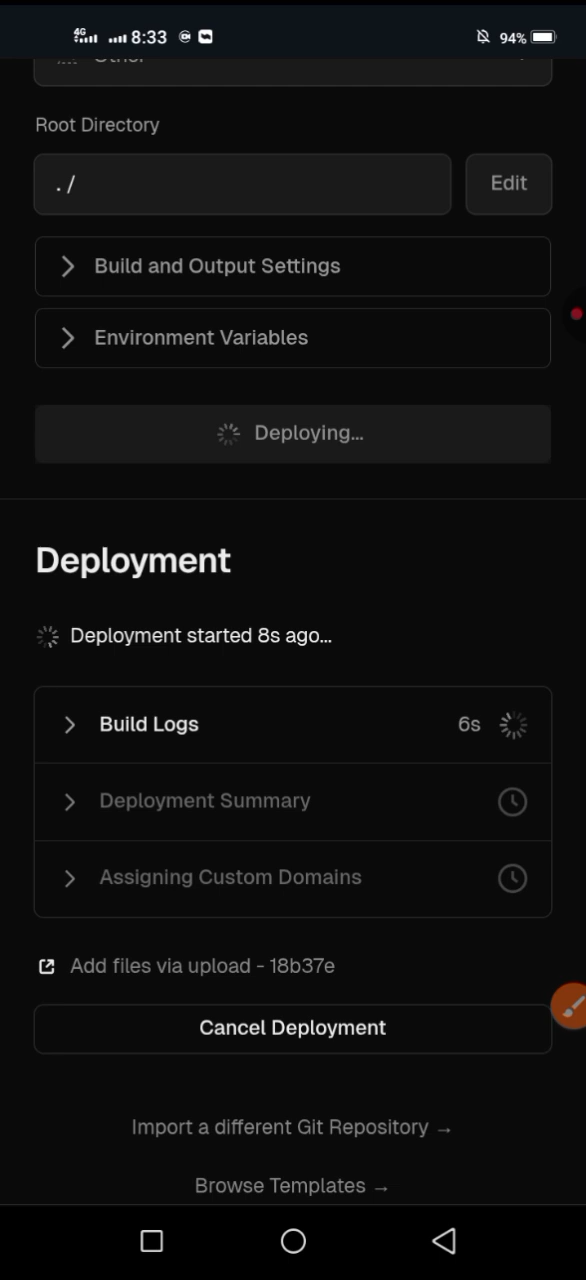 4G 8:33 94%
Other
Root Directory
./ Edit
Build and Output Settings
Environment Variables
Deploying...
Deployment
Deployment started 8s ago...
Build Logs 6s
Deployment Summary
Assigning Custom Domains
Add files via upload - 18b37e
Cancel Deployment
Import a different Git Repository →
Browse Templates →